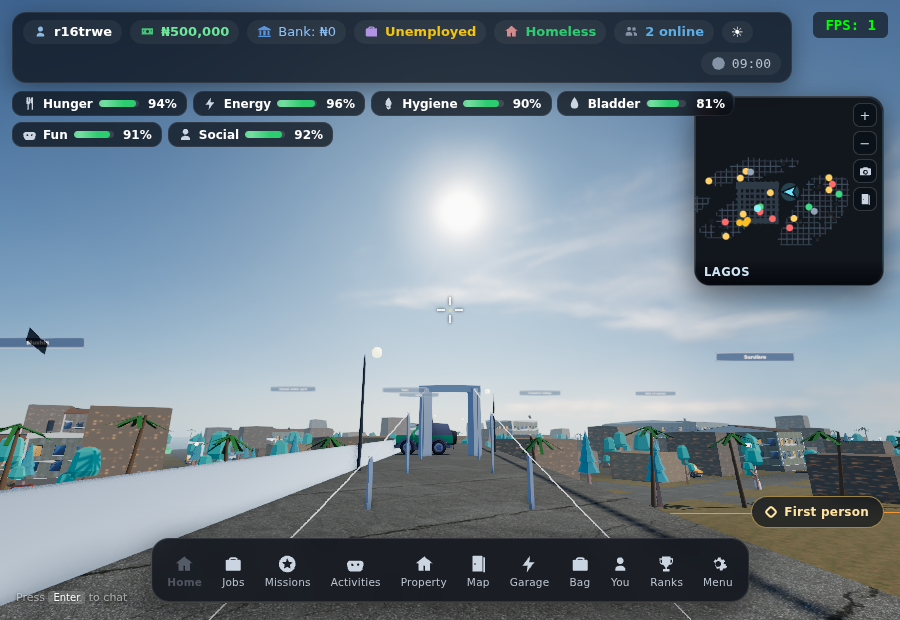 r16trwe ₦500,000 Bank: ₦0 Unemployed Homeless 2 online
FPS: 1
09:00
Hunger 94% Energy 96% Hygiene 90% Bladder 81%
Fun 91% Social 92%
LAGOS
First person
Home Jobs Missions Activities Property Map Garage Bag You Ranks Menu
Press Enter to chat